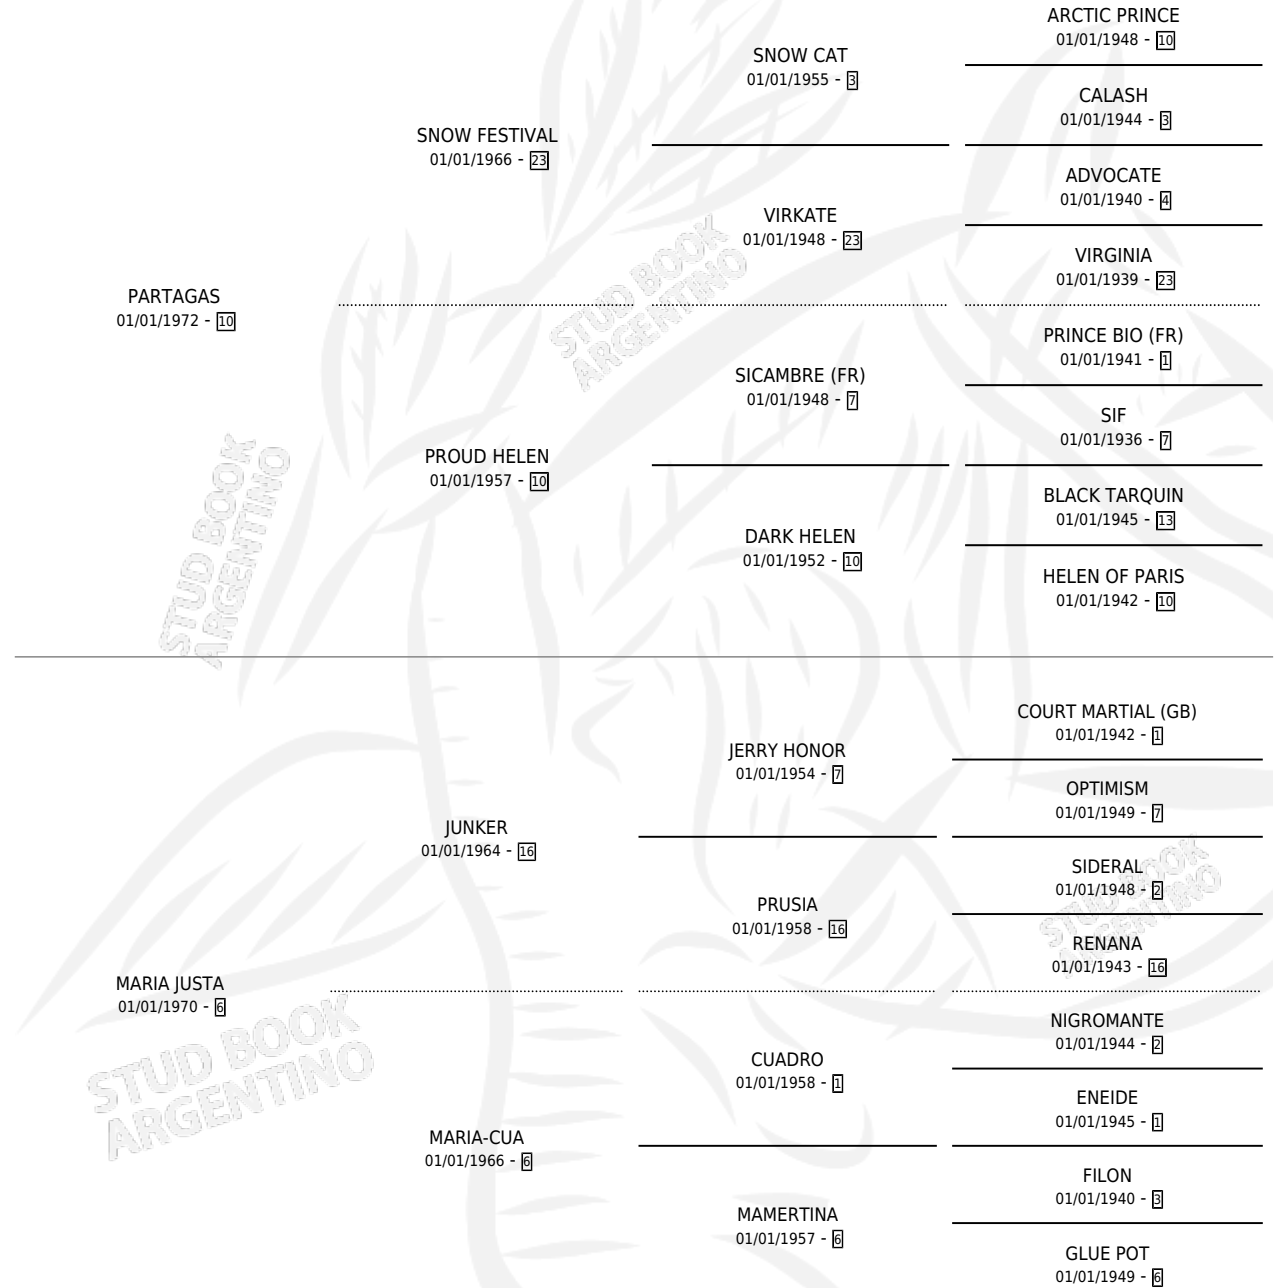 ARCTIC PRINCE
01/01/1948 - 10
SNOW CAT
01/01/1955 - 3
CALASH
01/01/1944 - 3
SNOW FESTIVAL
01/01/1966 - 23
ADVOCATE
01/01/1940 - 4
VIRKATE
01/01/1948 - 23
VIRGINIA
01/01/1939 - 23
PARTAGAS
01/01/1972 - 10
PRINCE BIO (FR)
01/01/1941 - 1
SICAMBRE (FR)
01/01/1948 - 7
SIF
01/01/1936 - 7
PROUD HELEN
01/01/1957 - 10
BLACK TARQUIN
01/01/1945 - 13
DARK HELEN
01/01/1952 - 10
HELEN OF PARIS
01/01/1942 - 10
COURT MARTIAL (GB)
01/01/1942 - 1
JERRY HONOR
01/01/1954 - 7
OPTIMISM
01/01/1949 - 7
JUNKER
01/01/1964 - 16
SIDERAL
01/01/1948 - 2
PRUSIA
01/01/1958 - 16
RENANA
01/01/1943 - 16
MARIA JUSTA
01/01/1970 - 6
NIGROMANTE
01/01/1944 - 2
CUADRO
01/01/1958 - 1
ENEIDE
01/01/1945 - 1
MARIA-CUA
01/01/1966 - 6
FILON
01/01/1940 - 3
MAMERTINA
01/01/1957 - 6
GLUE POT
01/01/1949 - 6
STUD BOOK
ARGENTINO
STUD BOOK
ARGENTINO
STUD BOOK
ARGENTINO
STUD BOOK
ARGENTINO